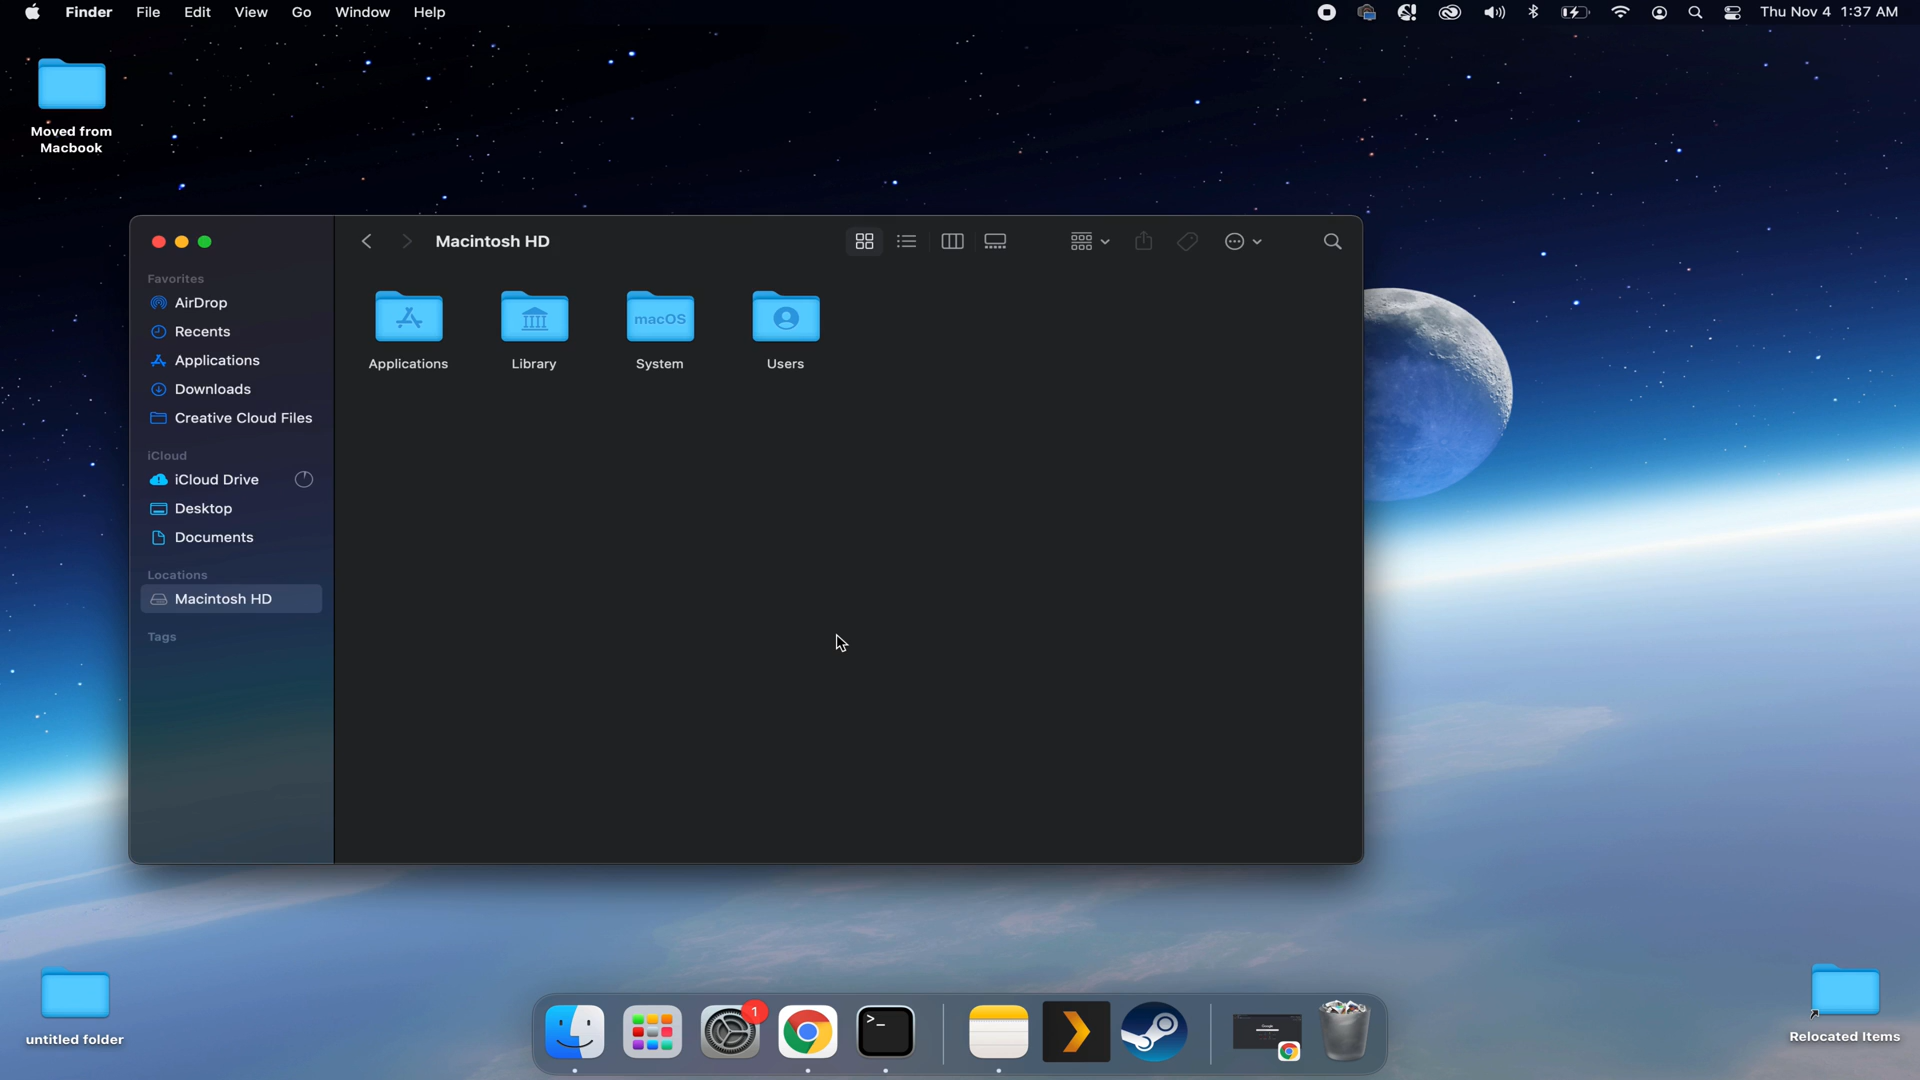 Finder File Edit View Go Window Help
Thu Nov 4 1:37 AM
Moved from
Macbook
Macintosh HD
Favorites
AirDrop
Recents
Applications
Downloads
Creative Cloud Files
iCloud
iCloud Drive
Desktop
Documents
Locations
Macintosh HD
Tags
macOS
Applications Library System Users
untitled folder
1
>_
Relocated Items